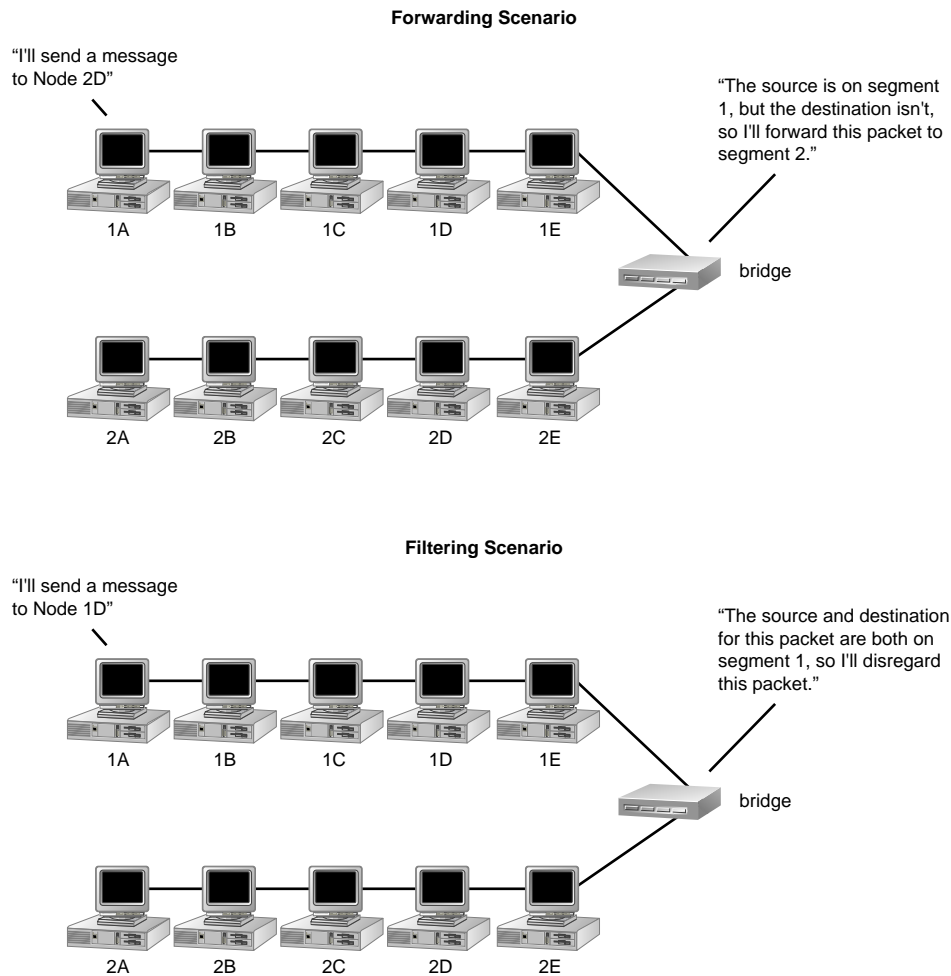 Forwarding Scenario
“I'll send a message
to Node 2D”
“The source is on segment
1, but the destination isn't,
so I'll forward this packet to
segment 2.”
1A 1B 1C 1D 1E
bridge
2A 2B 2C 2D 2E
Filtering Scenario
“I'll send a message
to Node 1D”
“The source and destination
for this packet are both on
segment 1, so I'll disregard
this packet.”
1A 1B 1C 1D 1E
bridge
2A 2B 2C 2D 2E